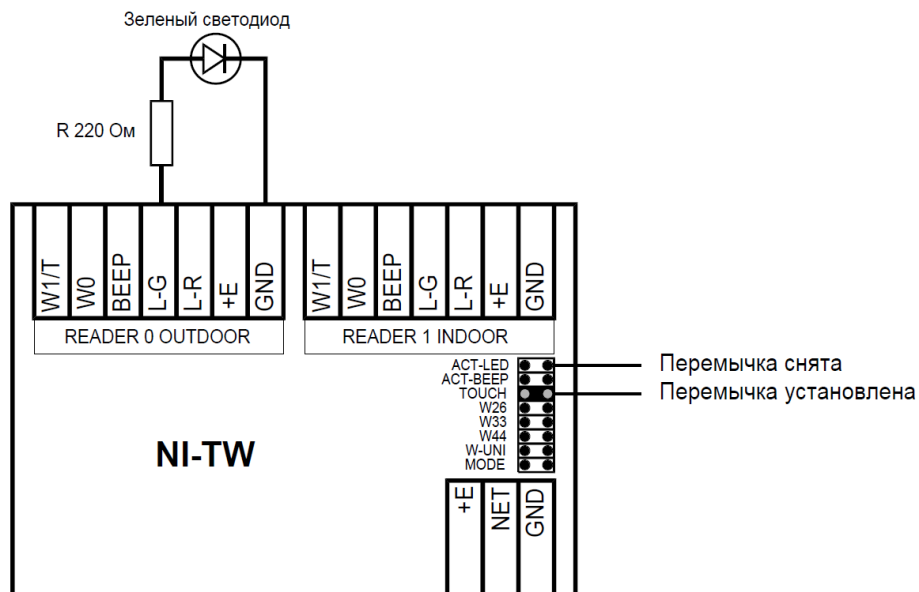 Зеленый светодиод
R 220 Ом
W1/T
W0
BEEP
L-G
L-R
+E
GND
W1/T
W0
BEEP
L-G
L-R
+E
GND
READER 0 OUTDOOR
READER 1 INDOOR
ACT-LED
Перемычка снята
ACT-BEEP
TOUCH
Перемычка установлена
W26
W33
W44
W-UNI
MODE
NI-TW
+E
NET
GND